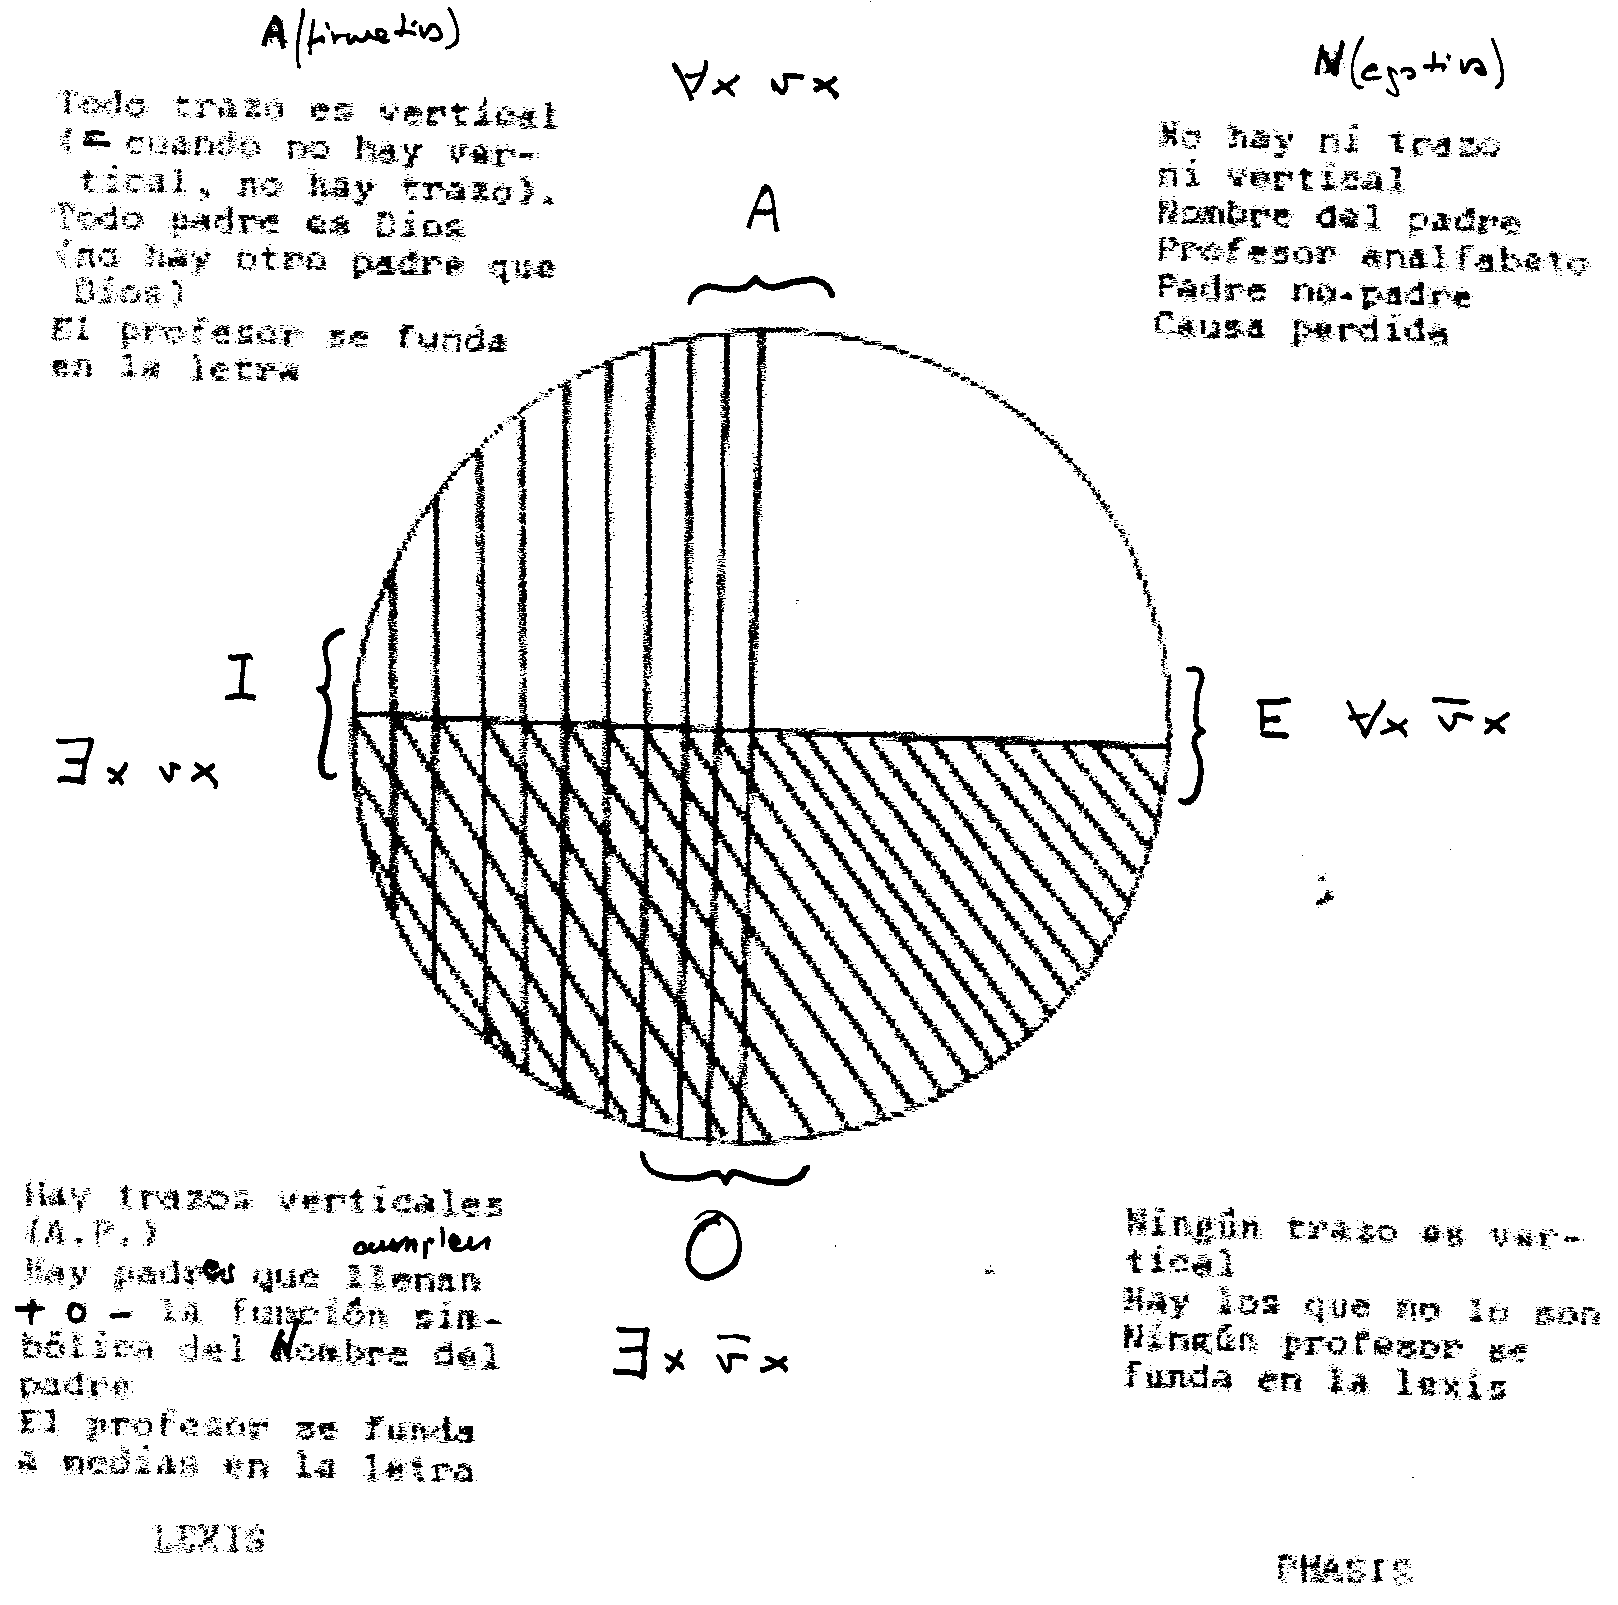 A(firmativo)
Todo trazo es vertical
(= cuando no hay ver-
tical, no hay trazo).
Todo padre es Dios
(no hay otro padre que
Dios)
El profesor se funda
en la letra
∀x vx
A
N(egativo)
No hay ni trazo
ni vertical
Nombre del padre
Profesor analfabeto
Padre no-padre
Causa perdida
I
∃x vx
E ∀x v̅x
O
∃x v̅x
Hay trazos verticales
(A.P.)
cumplen
Hay padres que llenan
+ o - la función sim-
bólica del Nombre del
padre
El profesor se funda
a medias en la letra
LEXIS
Ningún trazo es ver-
tical
Hay los que no lo son
Ningún profesor se
funda en la lexis
PHASIS